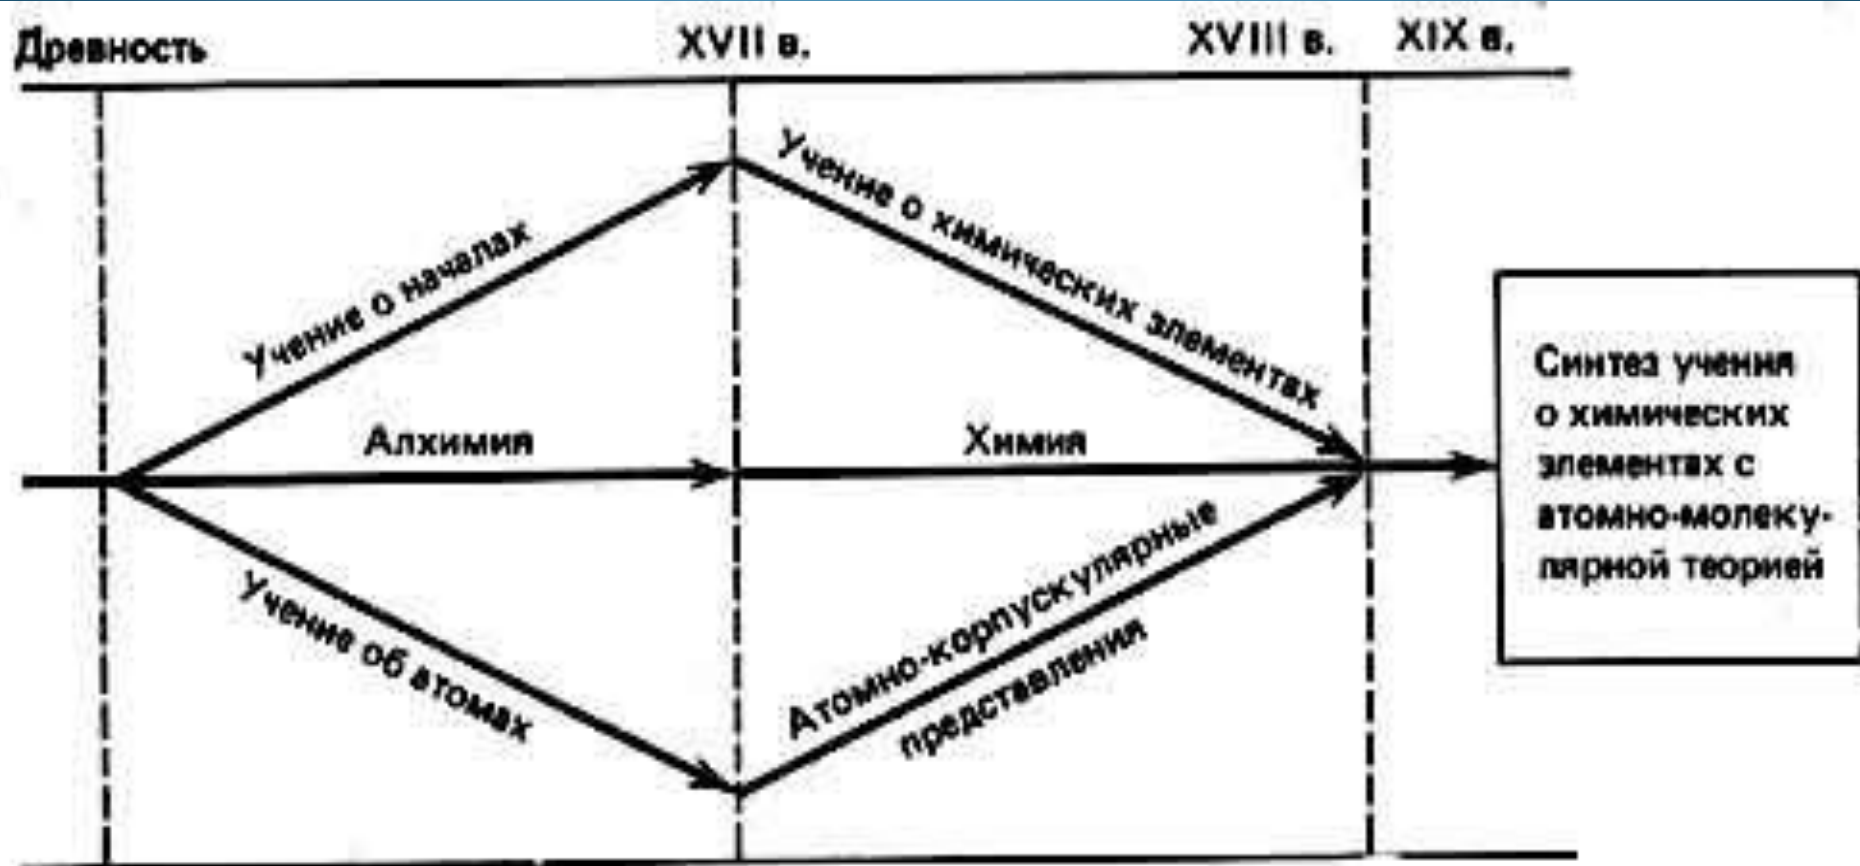 Древность
XVII в.
XVIII в.
XIX в.
Учение о началах
Учение о химических элементах
Алхимия
Химия
Учение об атомах
Атомно-корпускулярные
представления
Синтез учения
о химических
элементах с
атомно-молеку-
лярной теорией